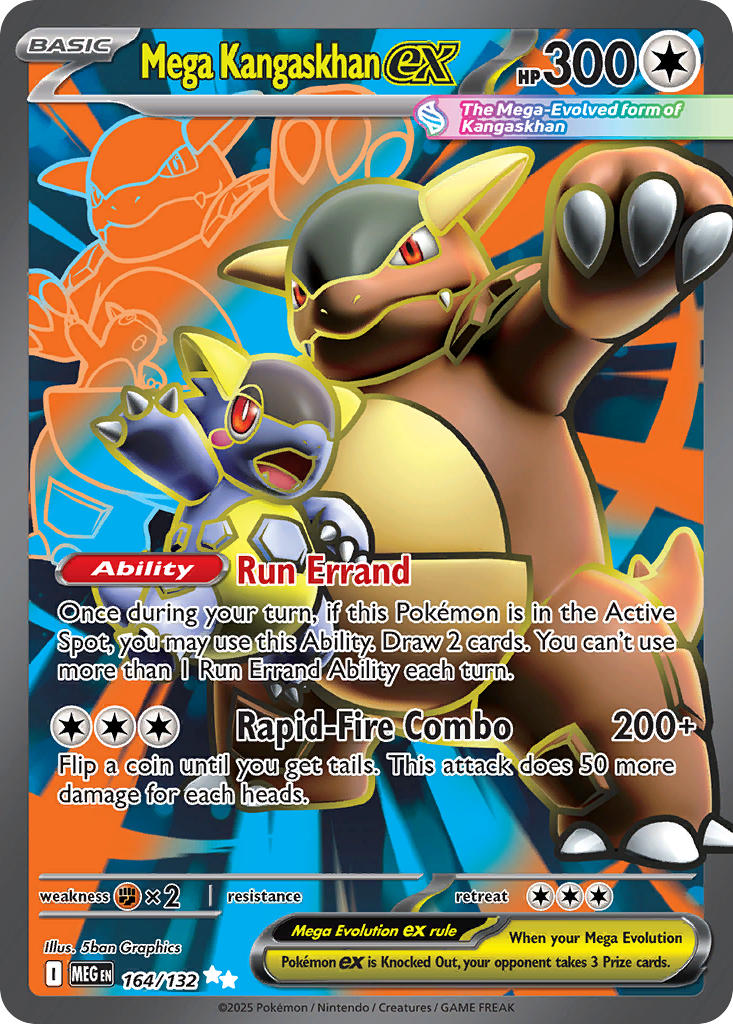 BASIC
Mega Kangaskhan ex
HP 300
The Mega-Evolved form of
Kangaskhan
Ability Run Errand
Once during your turn, if this Pokémon is in the Active
Spot, you may use this Ability. Draw 2 cards. You can't use
more than 1 Run Errand Ability each turn.
Rapid-Fire Combo 200+
Flip a coin until you get tails. This attack does 50 more
damage for each heads.
weakness ×2 resistance retreat
Mega Evolution ex rule
When your Mega Evolution
Pokémon ex is Knocked Out, your opponent takes 3 Prize cards.
Illus. 5ban Graphics
I MEG EN 164/132
©2025 Pokémon / Nintendo / Creatures / GAME FREAK